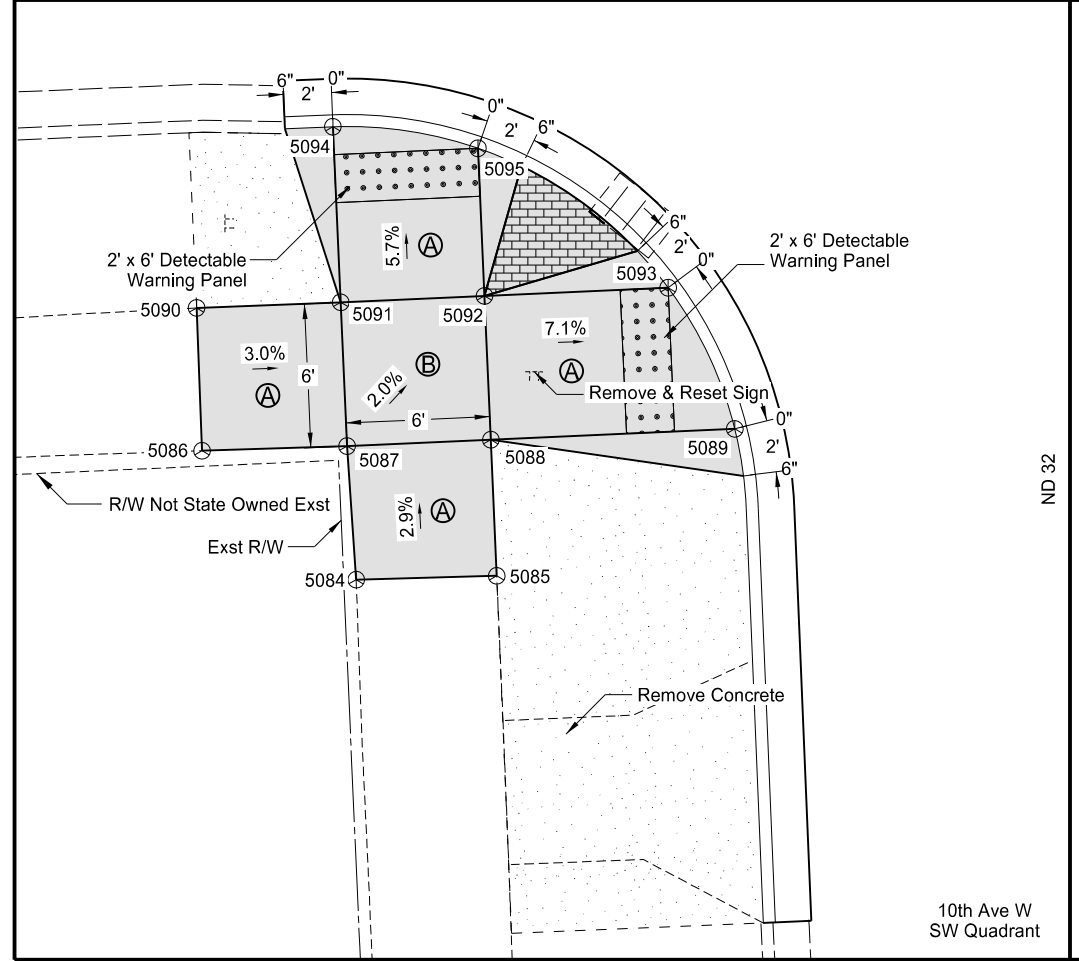 6" 0"
2'
0"
2'
6"
5094
5095
6"
2'
0"
5.7%
A
2' x 6' Detectable
Warning Panel
2' x 6' Detectable
Warning Panel
5093
5090
5091
5092
3.0%
A
6'
B
2.0%
6'
7.1%
A
Remove & Reset Sign
0"
2'
6"
5086
5087
5088
5089
R/W Not State Owned Exst
2.9%
A
Exst R/W
5084
5085
ND 32
Remove Concrete
10th Ave W
SW Quadrant